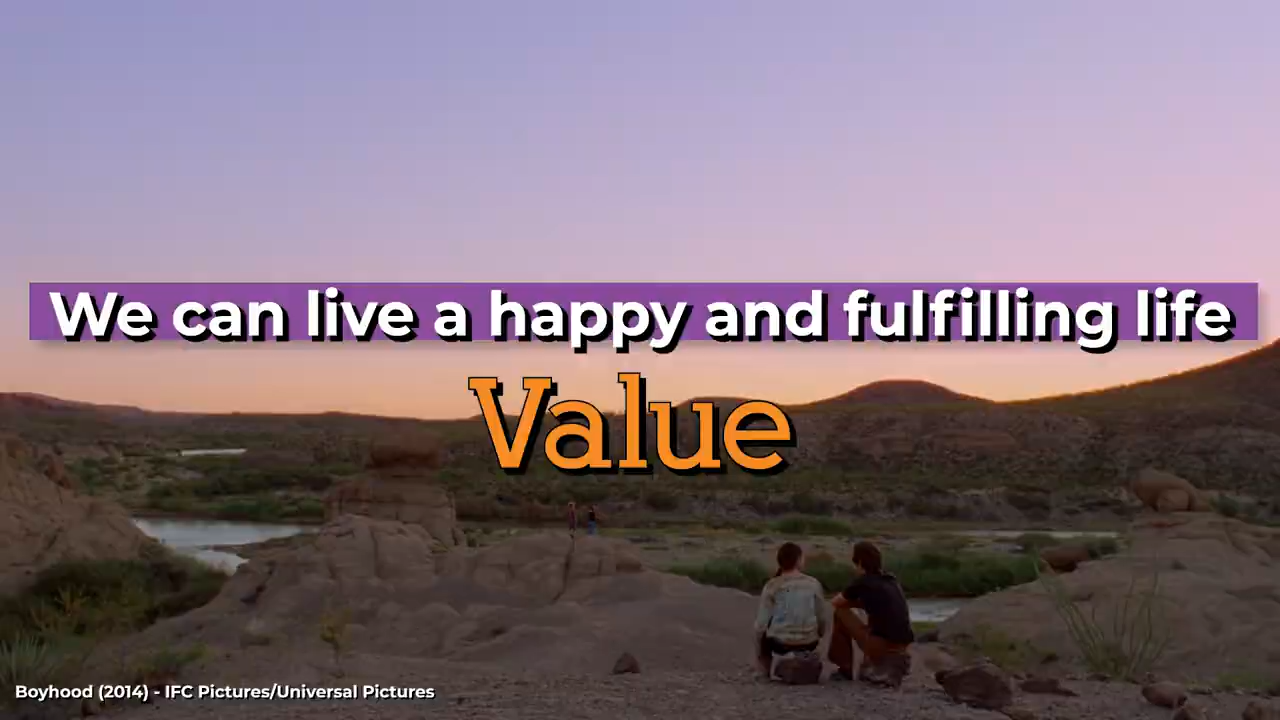 We can live a happy and fulfilling life
Value
Boyhood (2014) - IFC Pictures/Universal Pictures